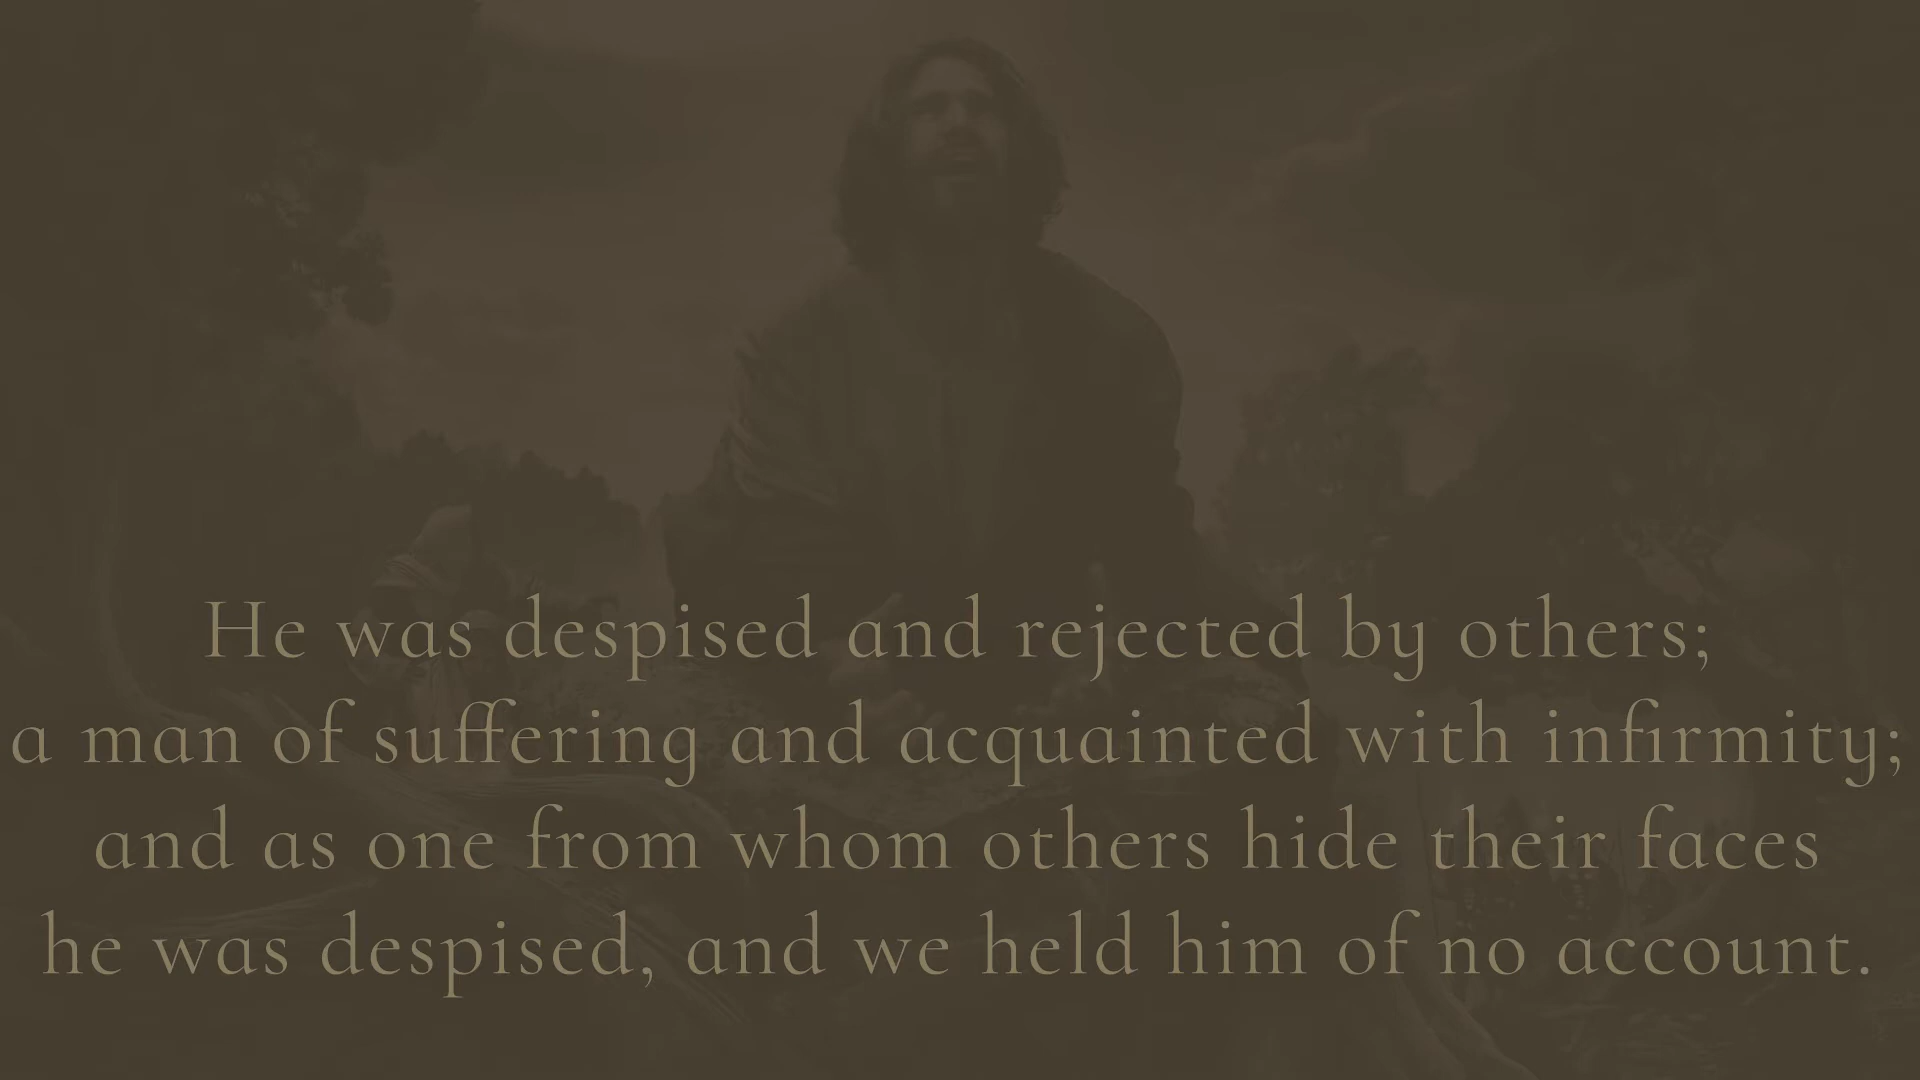 He was despised and rejected by others;
a man of suffering and acquainted with infirmity;
and as one from whom others hide their faces
he was despised, and we held him of no account.